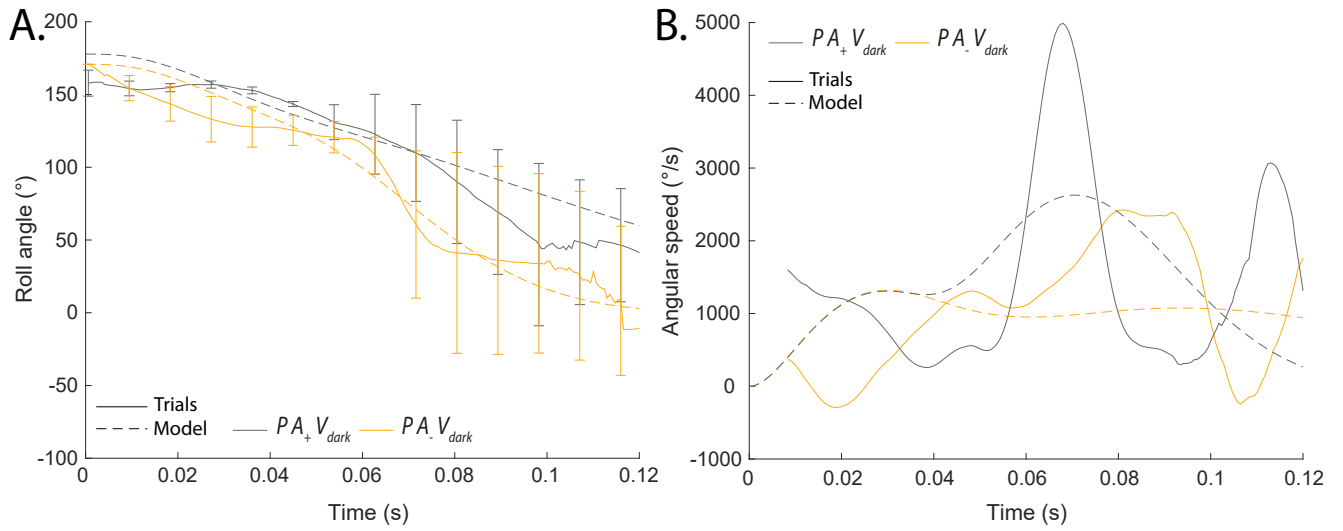 A.
200
150
100
50
0
-50
-100
Roll angle (°)
Trials
Model
PA+ Vdark
PA- Vdark
0
0.02
0.04
0.06
0.08
0.1
0.12
Time (s)
B.
5000
4000
3000
2000
1000
0
-1000
Angular speed (°/s)
PA+ Vdark
PA- Vdark
Trials
Model
0
0.02
0.04
0.06
0.08
0.1
0.12
Time (s)